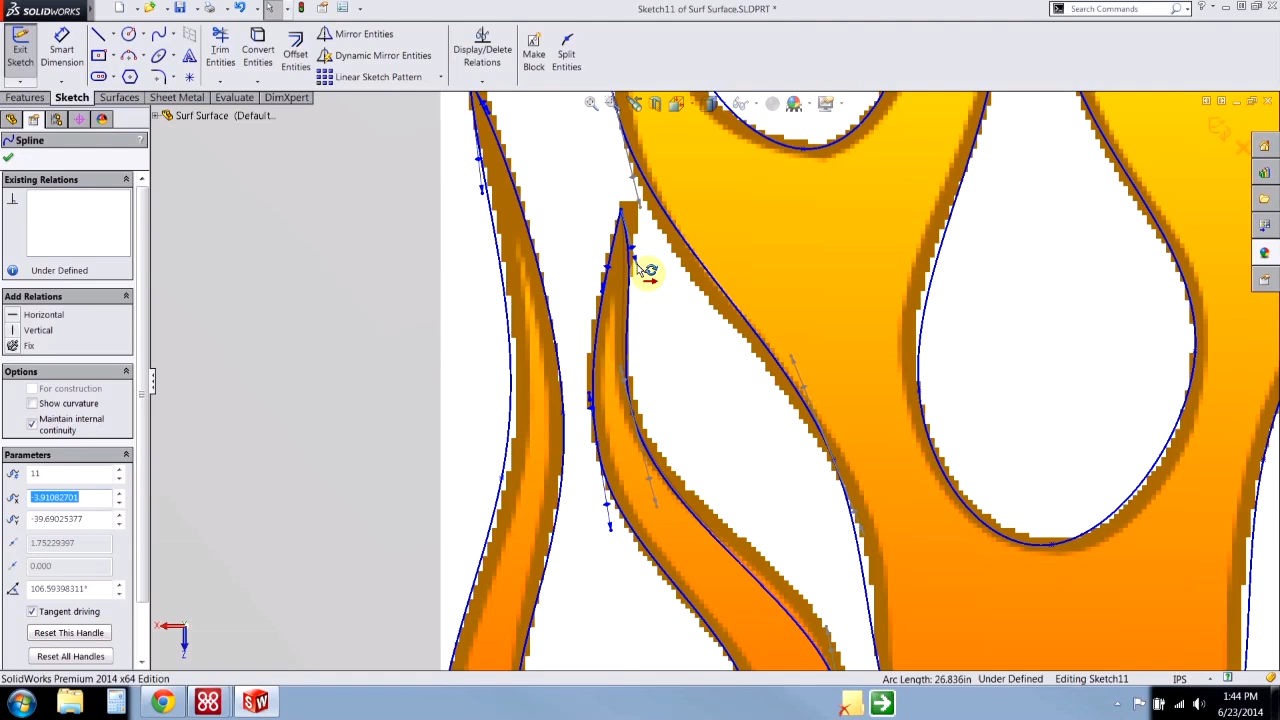 SOLIDWORKS
Sketch11 of Surf Surface.SLDPRT *
Search Commands
Exit Sketch
Smart Dimension
Trim Entities
Convert Entities
Offset Entities
Mirror Entities
Dynamic Mirror Entities
Linear Sketch Pattern
Display/Delete Relations
Make Block
Split Entities
Features Sketch Surfaces Sheet Metal Evaluate DimXpert
Surf Surface (Default...
Spline ?
Existing Relations
Under Defined
Add Relations
Horizontal
Vertical
Fix
Options
For construction
Show curvature
Maintain internal
continuity
Parameters
11
-3.91082701
-39.69025377
1.75229397
0.000
106.59398311°
Tangent driving
Reset This Handle
Reset All Handles
X
Z
SolidWorks Premium 2014 x64 Edition
Arc Length: 26.836in Under Defined Editing Sketch11 IPS
1:44 PM
6/23/2014